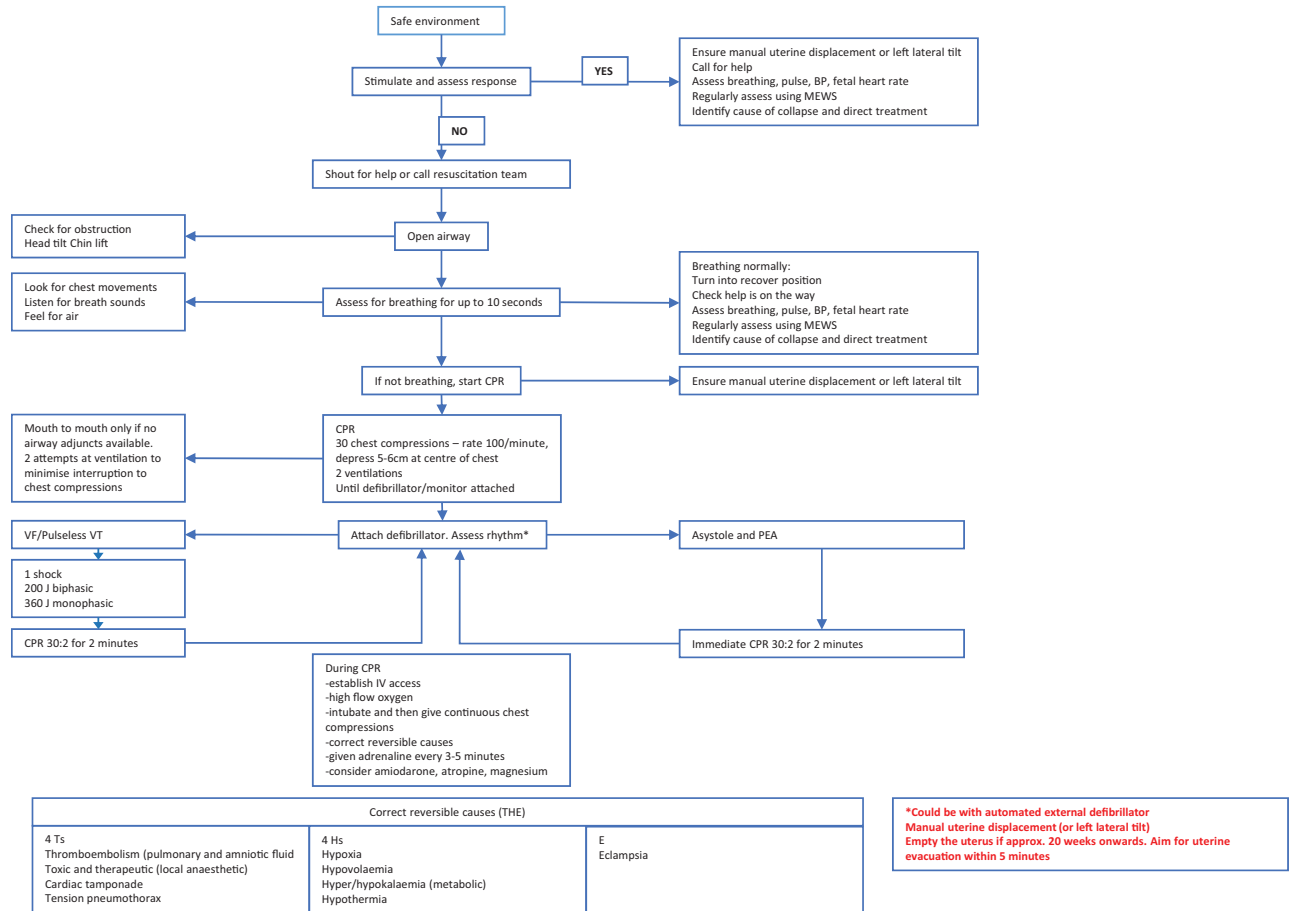 Safe environment
Stimulate and assess response
YES
Ensure manual uterine displacement or left lateral tilt
Call for help
Assess breathing, pulse, BP, fetal heart rate
Regularly assess using MEWS
Identify cause of collapse and direct treatment
NO
Shout for help or call resuscitation team
Open airway
Check for obstruction
Head tilt Chin lift
Assess for breathing for up to 10 seconds
Look for chest movements
Listen for breath sounds
Feel for air
Breathing normally:
Turn into recover position
Check help is on the way
Assess breathing, pulse, BP, fetal heart rate
Regularly assess using MEWS
Identify cause of collapse and direct treatment
If not breathing, start CPR
Ensure manual uterine displacement or left lateral tilt
CPR
30 chest compressions – rate 100/minute,
depress 5-6cm at centre of chest
2 ventilations
Until defibrillator/monitor attached
Mouth to mouth only if no
airway adjuncts available.
2 attempts at ventilation to
minimise interruption to
chest compressions
Attach defibrillator. Assess rhythm*
VF/Pulseless VT
1 shock
200 J biphasic
360 J monophasic
CPR 30:2 for 2 minutes
Asystole and PEA
Immediate CPR 30:2 for 2 minutes
During CPR
-establish IV access
-high flow oxygen
-intubate and then give continuous chest
compressions
-correct reversible causes
-given adrenaline every 3-5 minutes
-consider amiodarone, atropine, magnesium
Correct reversible causes (THE)
4 Ts
Thromboembolism (pulmonary and amniotic fluid
Toxic and therapeutic (local anaesthetic)
Cardiac tamponade
Tension pneumothorax
4 Hs
Hypoxia
Hypovolaemia
Hyper/hypokalaemia (metabolic)
Hypothermia
E
Eclampsia
*Could be with automated external defibrillator
Manual uterine displacement (or left lateral tilt)
Empty the uterus if approx. 20 weeks onwards. Aim for uterine
evacuation within 5 minutes